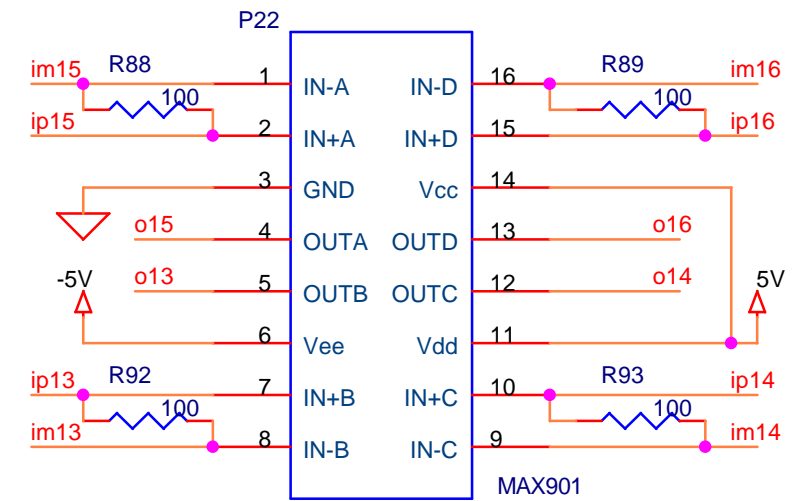 P22
im15 R88 1 IN-A IN-D 16 R89 im16
100 100
ip15 2 IN+A IN+D 15 ip16
3 GND Vcc 14
o15 4 OUTA OUTD 13 o16
-5V o13 5 OUTB OUTC 12 o14 5V
6 Vee Vdd 11
ip13 R92 7 IN+B IN+C 10 R93 ip14
100 100
im13 8 IN-B IN-C 9 im14
MAX901